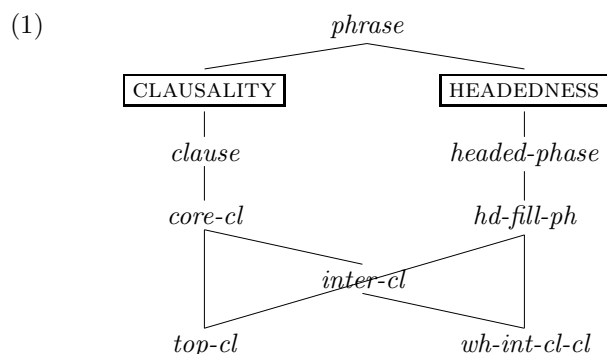 (1) phrase
CLAUSALITY HEADEDNESS
clause headed-phase
core-cl hd-fill-ph
inter-cl
top-cl wh-int-cl-cl